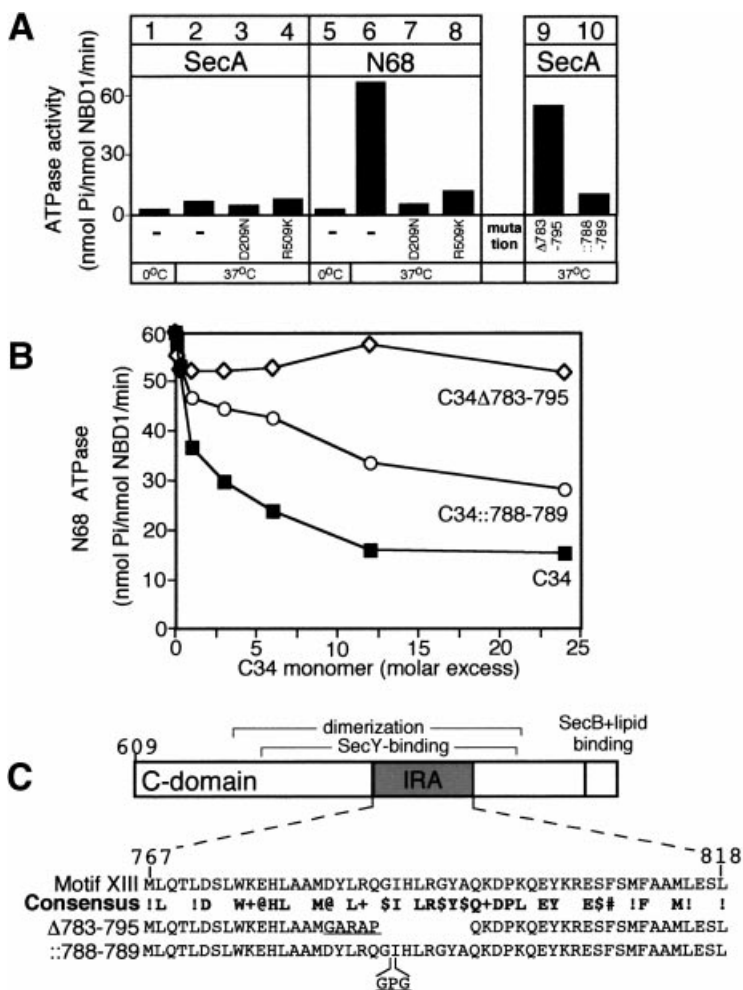 A
1 2 3 4 5 6 7 8 9 10
SecA N68 SecA
ATPase activity
(nmol Pi/nmol NBD1/min)
60
30
0
- - D209N R509K - - D209N R509K mutation Δ783-795 ::788-789
0°C 37°C 0°C 37°C 37°C
B
N68 ATPase
(nmol Pi/nmol NBD1/min)
60
50
40
30
20
10
0
C34Δ783-795
C34::788-789
C34
0 5 10 15 20 25
C34 monomer (molar excess)
C
609
dimerization
SecY-binding
SecB+lipid
binding
C-domain
IRA
767 818
Motif XIII MLQTLDSLWKEHLAAMDYLRQGIHLRGYAQKDPKQEYKRESFSMFAAMLESL
Consensus !L !D W+@HL M@ L+ $I LR$Y$Q+DPL EY E$# !F M! !
Δ783-795 MLQTLDSLWKEHLAAMGARAP QKDPKQEYKRESFSMFAAMLESL
::788-789 MLQTLDSLWKEHLAAMDYLRQGIHLRGYAQKDPKQEYKRESFSMFAAMLESL
GPG